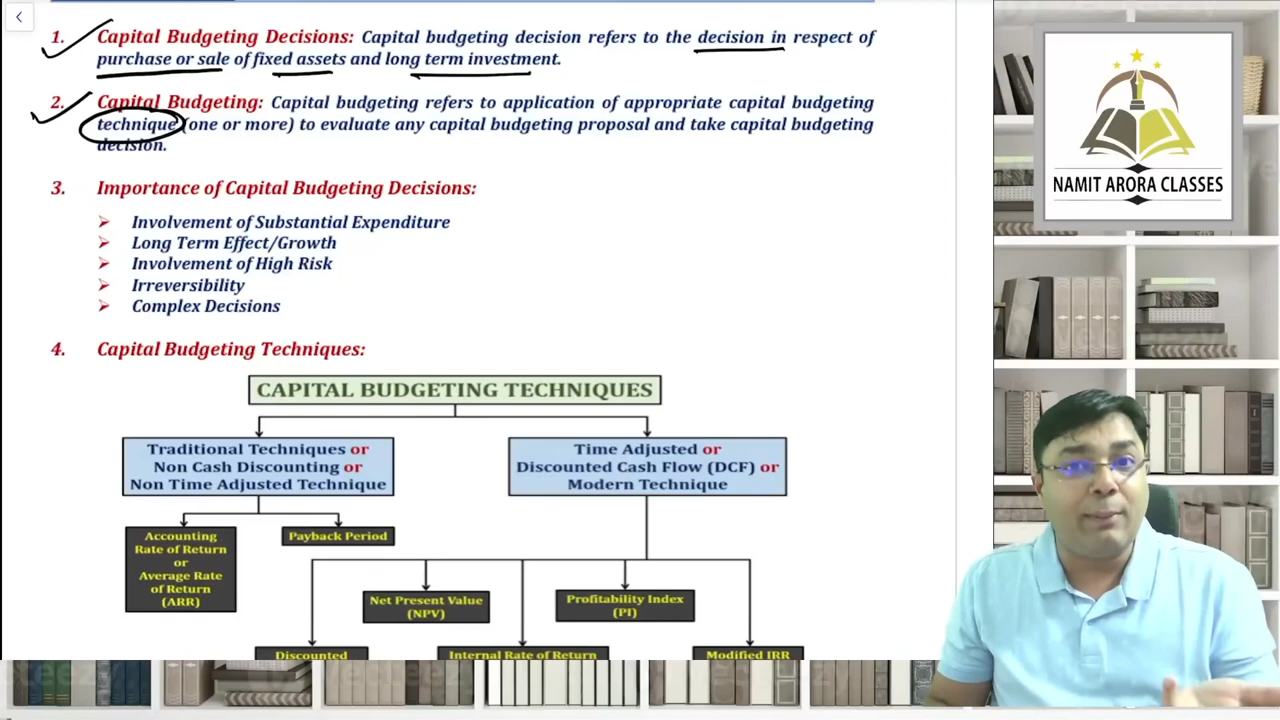 1. Capital Budgeting Decisions: Capital budgeting decision refers to the decision in respect of
purchase or sale of fixed assets and long term investment.
2. Capital Budgeting: Capital budgeting refers to application of appropriate capital budgeting
technique (one or more) to evaluate any capital budgeting proposal and take capital budgeting
decision.
3. Importance of Capital Budgeting Decisions:
Involvement of Substantial Expenditure
Long Term Effect/Growth
Involvement of High Risk
Irreversibility
Complex Decisions
4. Capital Budgeting Techniques:
CAPITAL BUDGETING TECHNIQUES
Traditional Techniques or
Non Cash Discounting or
Non Time Adjusted Technique
Time Adjusted or
Discounted Cash Flow (DCF) or
Modern Technique
Accounting
Rate of Return
or
Average Rate
of Return
(ARR)
Payback Period
Net Present Value
(NPV)
Profitability Index
(PI)
Discounted
Internal Rate of Return
Modified IRR
NAMIT ARORA CLASSES